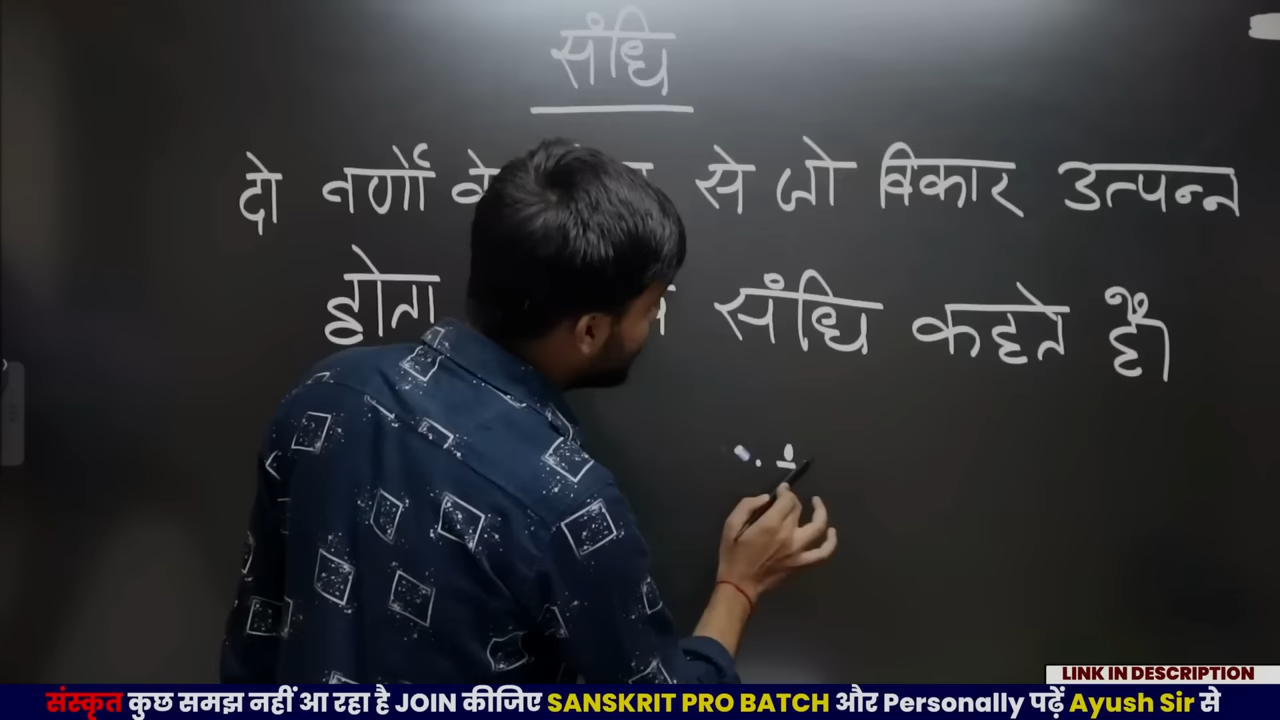 संधि
दो वर्णों से जो विकार उत्पन्न
होता संधि कहते हैं।
LINK IN DESCRIPTION
संस्कृत कुछ समझ नहीं आ रहा है JOIN कीजिए SANSKRIT PRO BATCH और Personally पढ़ें Ayush Sir से